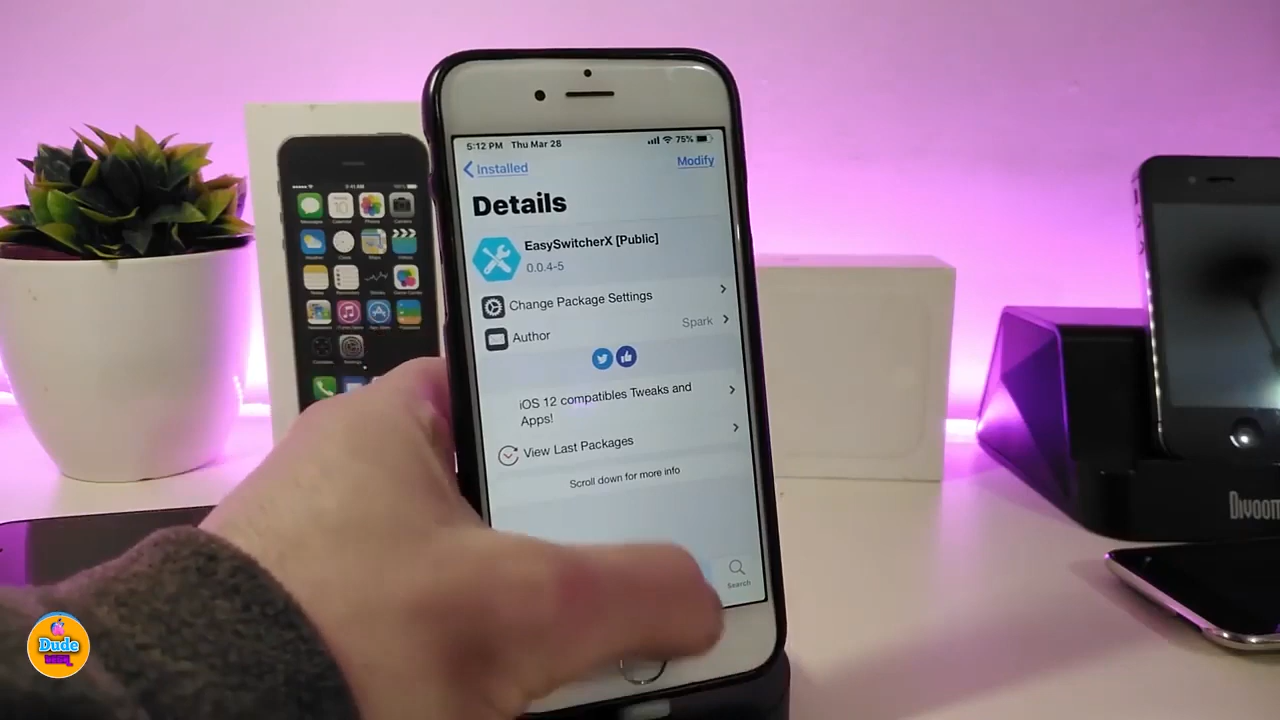 5:12 PM Thu Mar 28 75%
Installed
Modify
Details
EasySwitcherX [Public]
0.0.4-5
Change Package Settings
Author
Spark
iOS 12 compatibles Tweaks and
Apps!
View Last Packages
Scroll down for more info
Search
Divoom
Dude